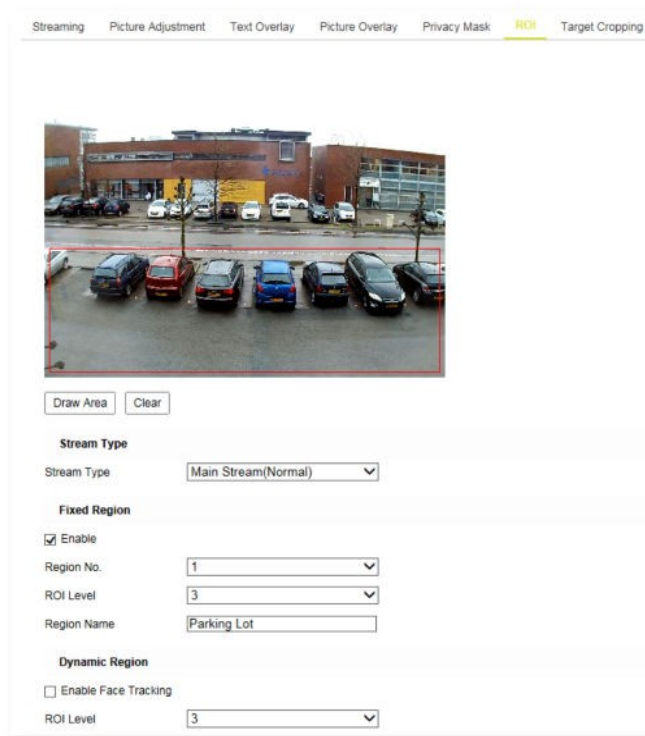 Streaming Picture Adjustment Text Overlay Picture Overlay Privacy Mask ROI Target Cropping
Draw Area Clear
Stream Type
Stream Type Main Stream(Normal)
Fixed Region
Enable
Region No. 1
ROI Level 3
Region Name Parking Lot
Dynamic Region
Enable Face Tracking
ROI Level 3